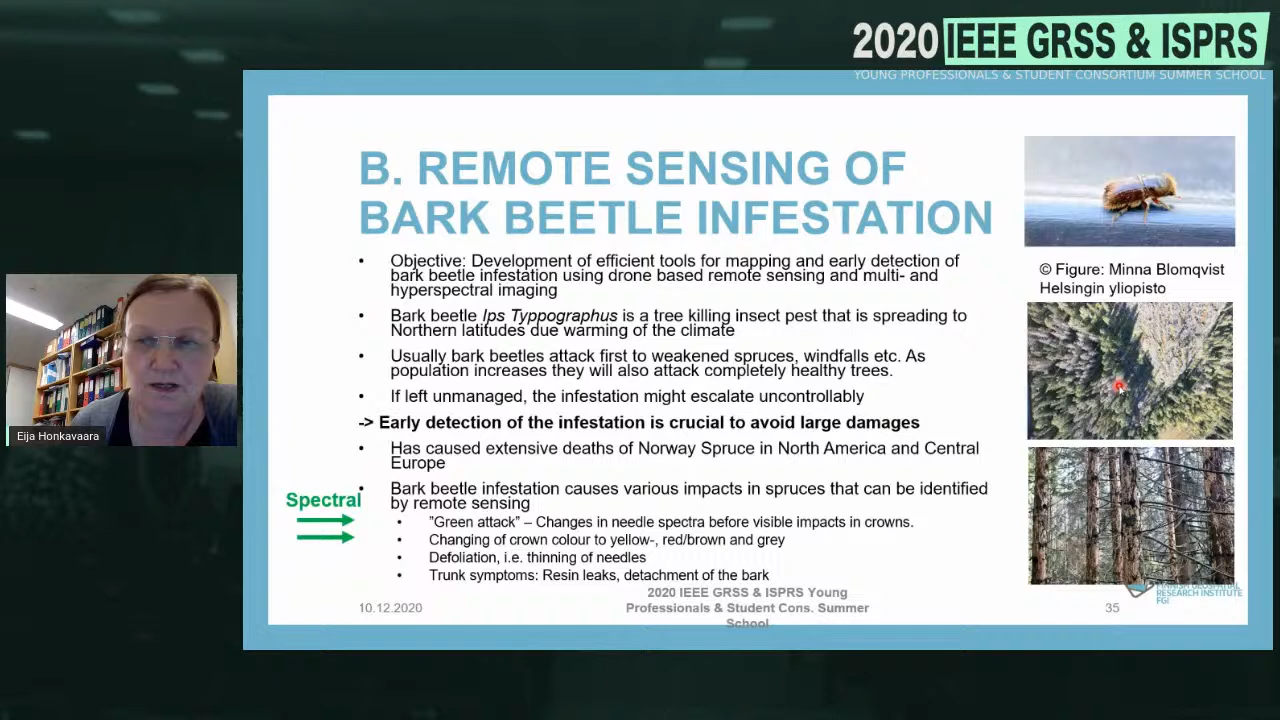 2020 IEEE GRSS & ISPRS
YOUNG PROFESSIONALS & STUDENT CONSORTIUM SUMMER SCHOOL
B. REMOTE SENSING OF
BARK BEETLE INFESTATION
• Objective: Development of efficient tools for mapping and early detection of
bark beetle infestation using drone based remote sensing and multi- and
hyperspectral imaging
• Bark beetle Ips Typpographus is a tree killing insect pest that is spreading to
Northern latitudes due warming of the climate
• Usually bark beetles attack first to weakened spruces, windfalls etc. As
population increases they will also attack completely healthy trees.
• If left unmanaged, the infestation might escalate uncontrollably
-> Early detection of the infestation is crucial to avoid large damages
• Has caused extensive deaths of Norway Spruce in North America and Central
Europe
• Bark beetle infestation causes various impacts in spruces that can be identified
by remote sensing
Spectral
• ”Green attack” – Changes in needle spectra before visible impacts in crowns.
• Changing of crown colour to yellow-, red/brown and grey
• Defoliation, i.e. thinning of needles
• Trunk symptoms: Resin leaks, detachment of the bark
© Figure: Minna Blomqvist
Helsingin yliopisto
Eija Honkavaara
10.12.2020
2020 IEEE GRSS & ISPRS Young
Professionals & Student Cons. Summer
School.
35
FINNISH GEOSPATIAL
RESEARCH INSTITUTE
FGI